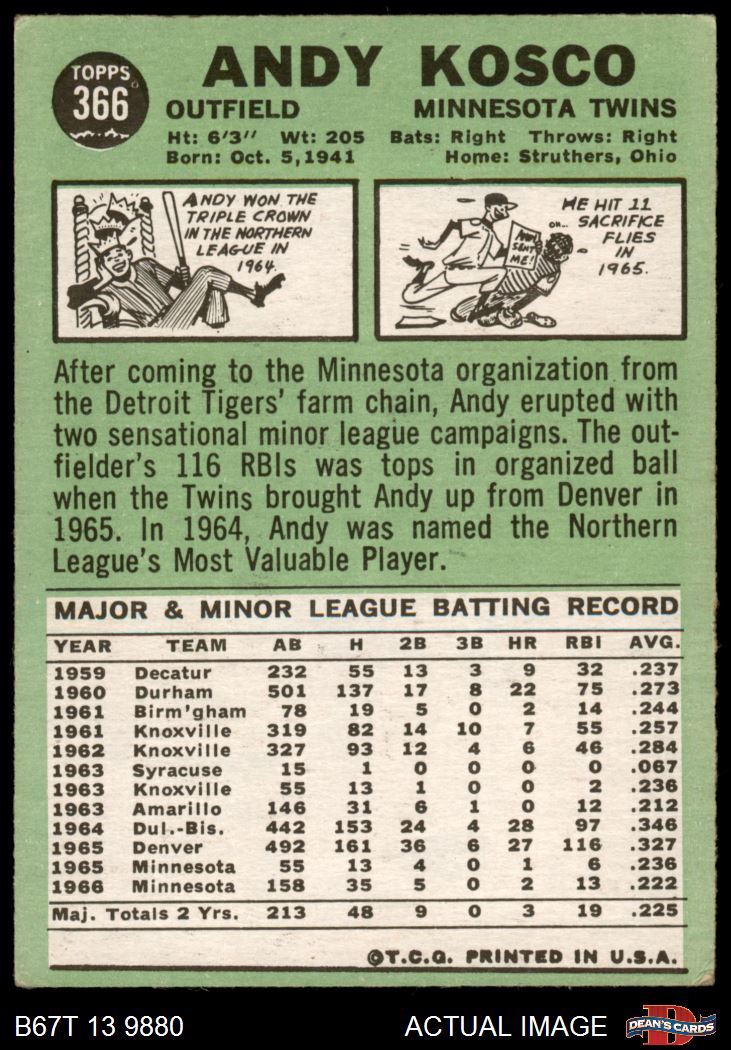 TOPPS
366
ANDY KOSCO
OUTFIELD MINNESOTA TWINS
Ht: 6'3" Wt: 205 Bats: Right Throws: Right
Born: Oct. 5, 1941 Home: Struthers, Ohio
ANDY WON THE
TRIPLE CROWN
IN THE NORTHERN
LEAGUE IN
1964.
HE HIT 11
SACRIFICE
FLIES
IN
1965.
OH...
SENT
ME!
After coming to the Minnesota organization from
the Detroit Tigers' farm chain, Andy erupted with
two sensational minor league campaigns. The out-
fielder's 116 RBIs was tops in organized ball
when the Twins brought Andy up from Denver in
1965. In 1964, Andy was named the Northern
League's Most Valuable Player.
MAJOR & MINOR LEAGUE BATTING RECORD
YEAR TEAM AB H 2B 3B HR RBI AVG.
1959 Decatur 232 55 13 3 9 32 .237
1960 Durham 501 137 17 8 22 75 .273
1961 Birm'gham 78 19 5 0 2 14 .244
1961 Knoxville 319 82 14 10 7 55 .257
1962 Knoxville 327 93 12 4 6 46 .284
1963 Syracuse 15 1 0 0 0 0 .067
1963 Knoxville 55 13 1 0 0 2 .236
1963 Amarillo 146 31 6 1 0 12 .212
1964 Dul.-Bis. 442 153 24 4 28 97 .346
1965 Denver 492 161 36 6 27 116 .327
1965 Minnesota 55 13 4 0 1 6 .236
1966 Minnesota 158 35 5 0 2 13 .222
Maj. Totals 2 Yrs. 213 48 9 0 3 19 .225
©T.C.G. PRINTED IN U.S.A.
B67T 13 9880 ACTUAL IMAGE
D
DEAN'S CARDS